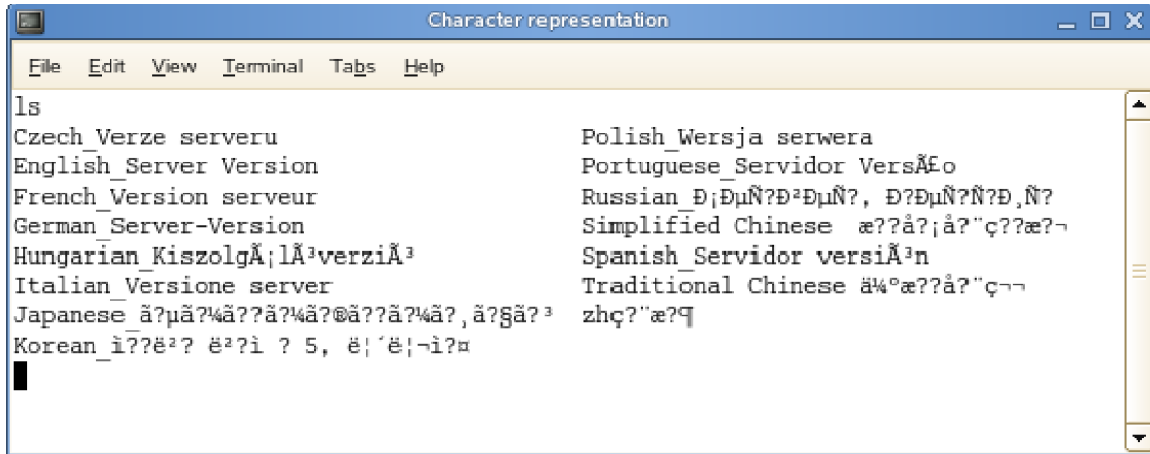 Character representation
File Edit View Terminal Tabs Help
ls
Czech_Verze serveru Polish_Wersja serwera
English_Server Version Portuguese_Servidor VersÃ£o
French_Version serveur Russian_Ð¡ÐµÑ?Ð²ÐµÑ?, Ð?ÐµÑ?Ñ?Ð¸Ñ?
German_Server-Version Simplified Chinese æ??å?¡å?¨ç??æ?¬
Hungarian_KiszolgÃ¡lÃ³verziÃ³ Spanish_Servidor versiÃ³n
Italian_Versione server Traditional Chinese ä¼ºæ??å?¨ç¬¬
Japanese_ã?µã?¼ã??ã?¼ã?®ã??ã?¼ã?¸ã?§ã?³ zhç?¨æ?¶
Korean_ì??ë²? ë²?ì ? 5, ë¦´ë¦¬ì?¤